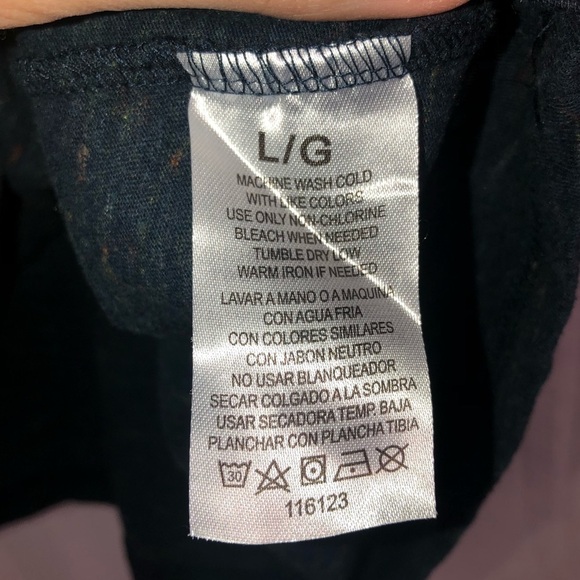 L/G
MACHINE WASH COLD
WITH LIKE COLORS
USE ONLY NON-CHLORINE
BLEACH WHEN NEEDED
TUMBLE DRY LOW
WARM IRON IF NEEDED
LAVAR A MANO O A MAQUINA
CON AGUA FRIA
CON COLORES SIMILARES
CON JABON NEUTRO
NO USAR BLANQUEADOR
SECAR COLGADO A LA SOMBRA
USAR SECADORA TEMP. BAJA
PLANCHAR CON PLANCHA TIBIA
30
116123